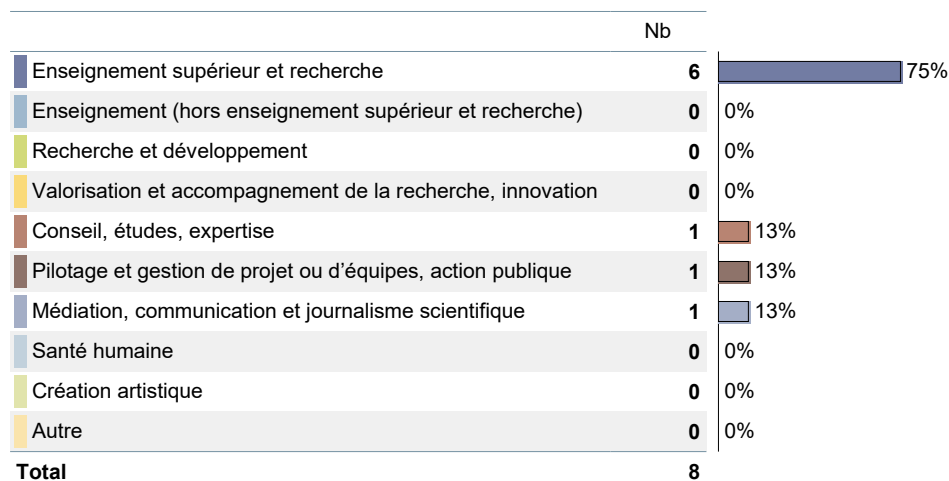 Nb
Enseignement supérieur et recherche 6 75%
Enseignement (hors enseignement supérieur et recherche) 0 0%
Recherche et développement 0 0%
Valorisation et accompagnement de la recherche, innovation 0 0%
Conseil, études, expertise 1 13%
Pilotage et gestion de projet ou d’équipes, action publique 1 13%
Médiation, communication et journalisme scientifique 1 13%
Santé humaine 0 0%
Création artistique 0 0%
Autre 0 0%
Total 8